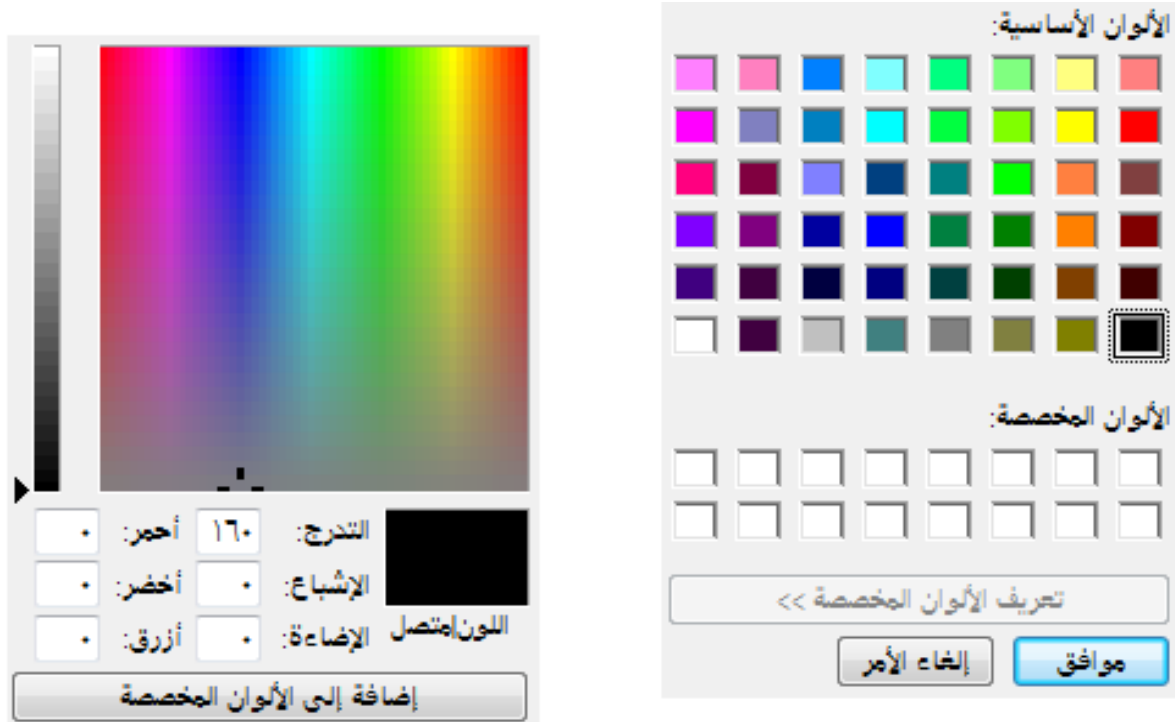 الألوان الأساسية:
الألوان المخصصة:
تعريف الألوان المخصصة >>
موافق إلغاء الأمر
التدرج: ١٦٠ أحمر: ٠
الإشباع: ٠ أخضر: ٠
اللون|متصل الإضاءة: ٠ أزرق: ٠
إضافة إلى الألوان المخصصة